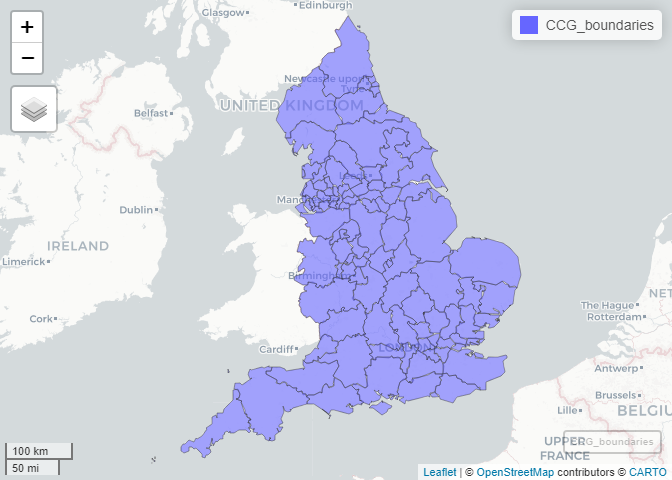 Edinburgh
Glasgow
+
−
CCG_boundaries
Newcastle upon
Tyne
UNITED KINGDOM
Belfast
Leeds
Manchester
Dublin
IRELAND
Limerick
Birmingham
Cork
NET
The Hague
Rotterdam
Cardiff
LONDON
Antwerp
Brussels
Lille
BELGIU
UPPER
FRANCE
CCG_boundaries
100 km
50 mi
Leaflet | © OpenStreetMap contributors © CARTO